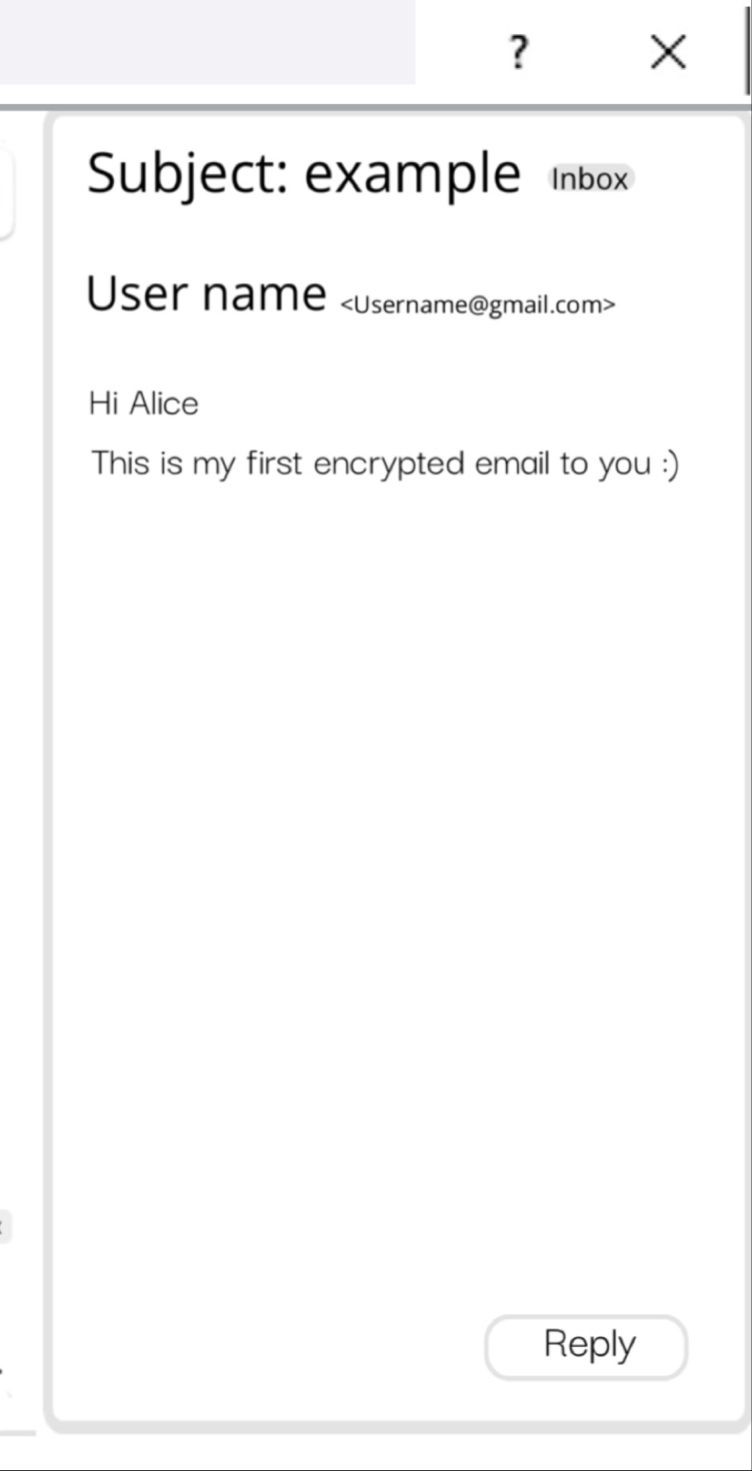 ?
Subject: example Inbox
User name <Username@gmail.com>
Hi Alice
This is my first encrypted email to you :)
Reply